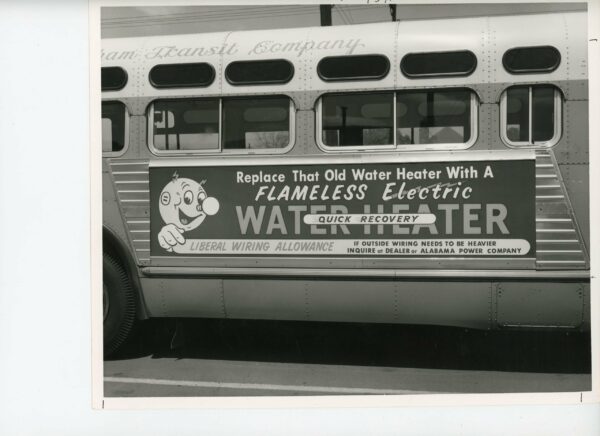 am Transit Company
Replace That Old Water Heater With A
FLAMELESS Electric
WATER HEATER
QUICK RECOVERY
LIBERAL WIRING ALLOWANCE
IF OUTSIDE WIRING NEEDS TO BE HEAVIER
INQUIRE of DEALER or ALABAMA POWER COMPANY